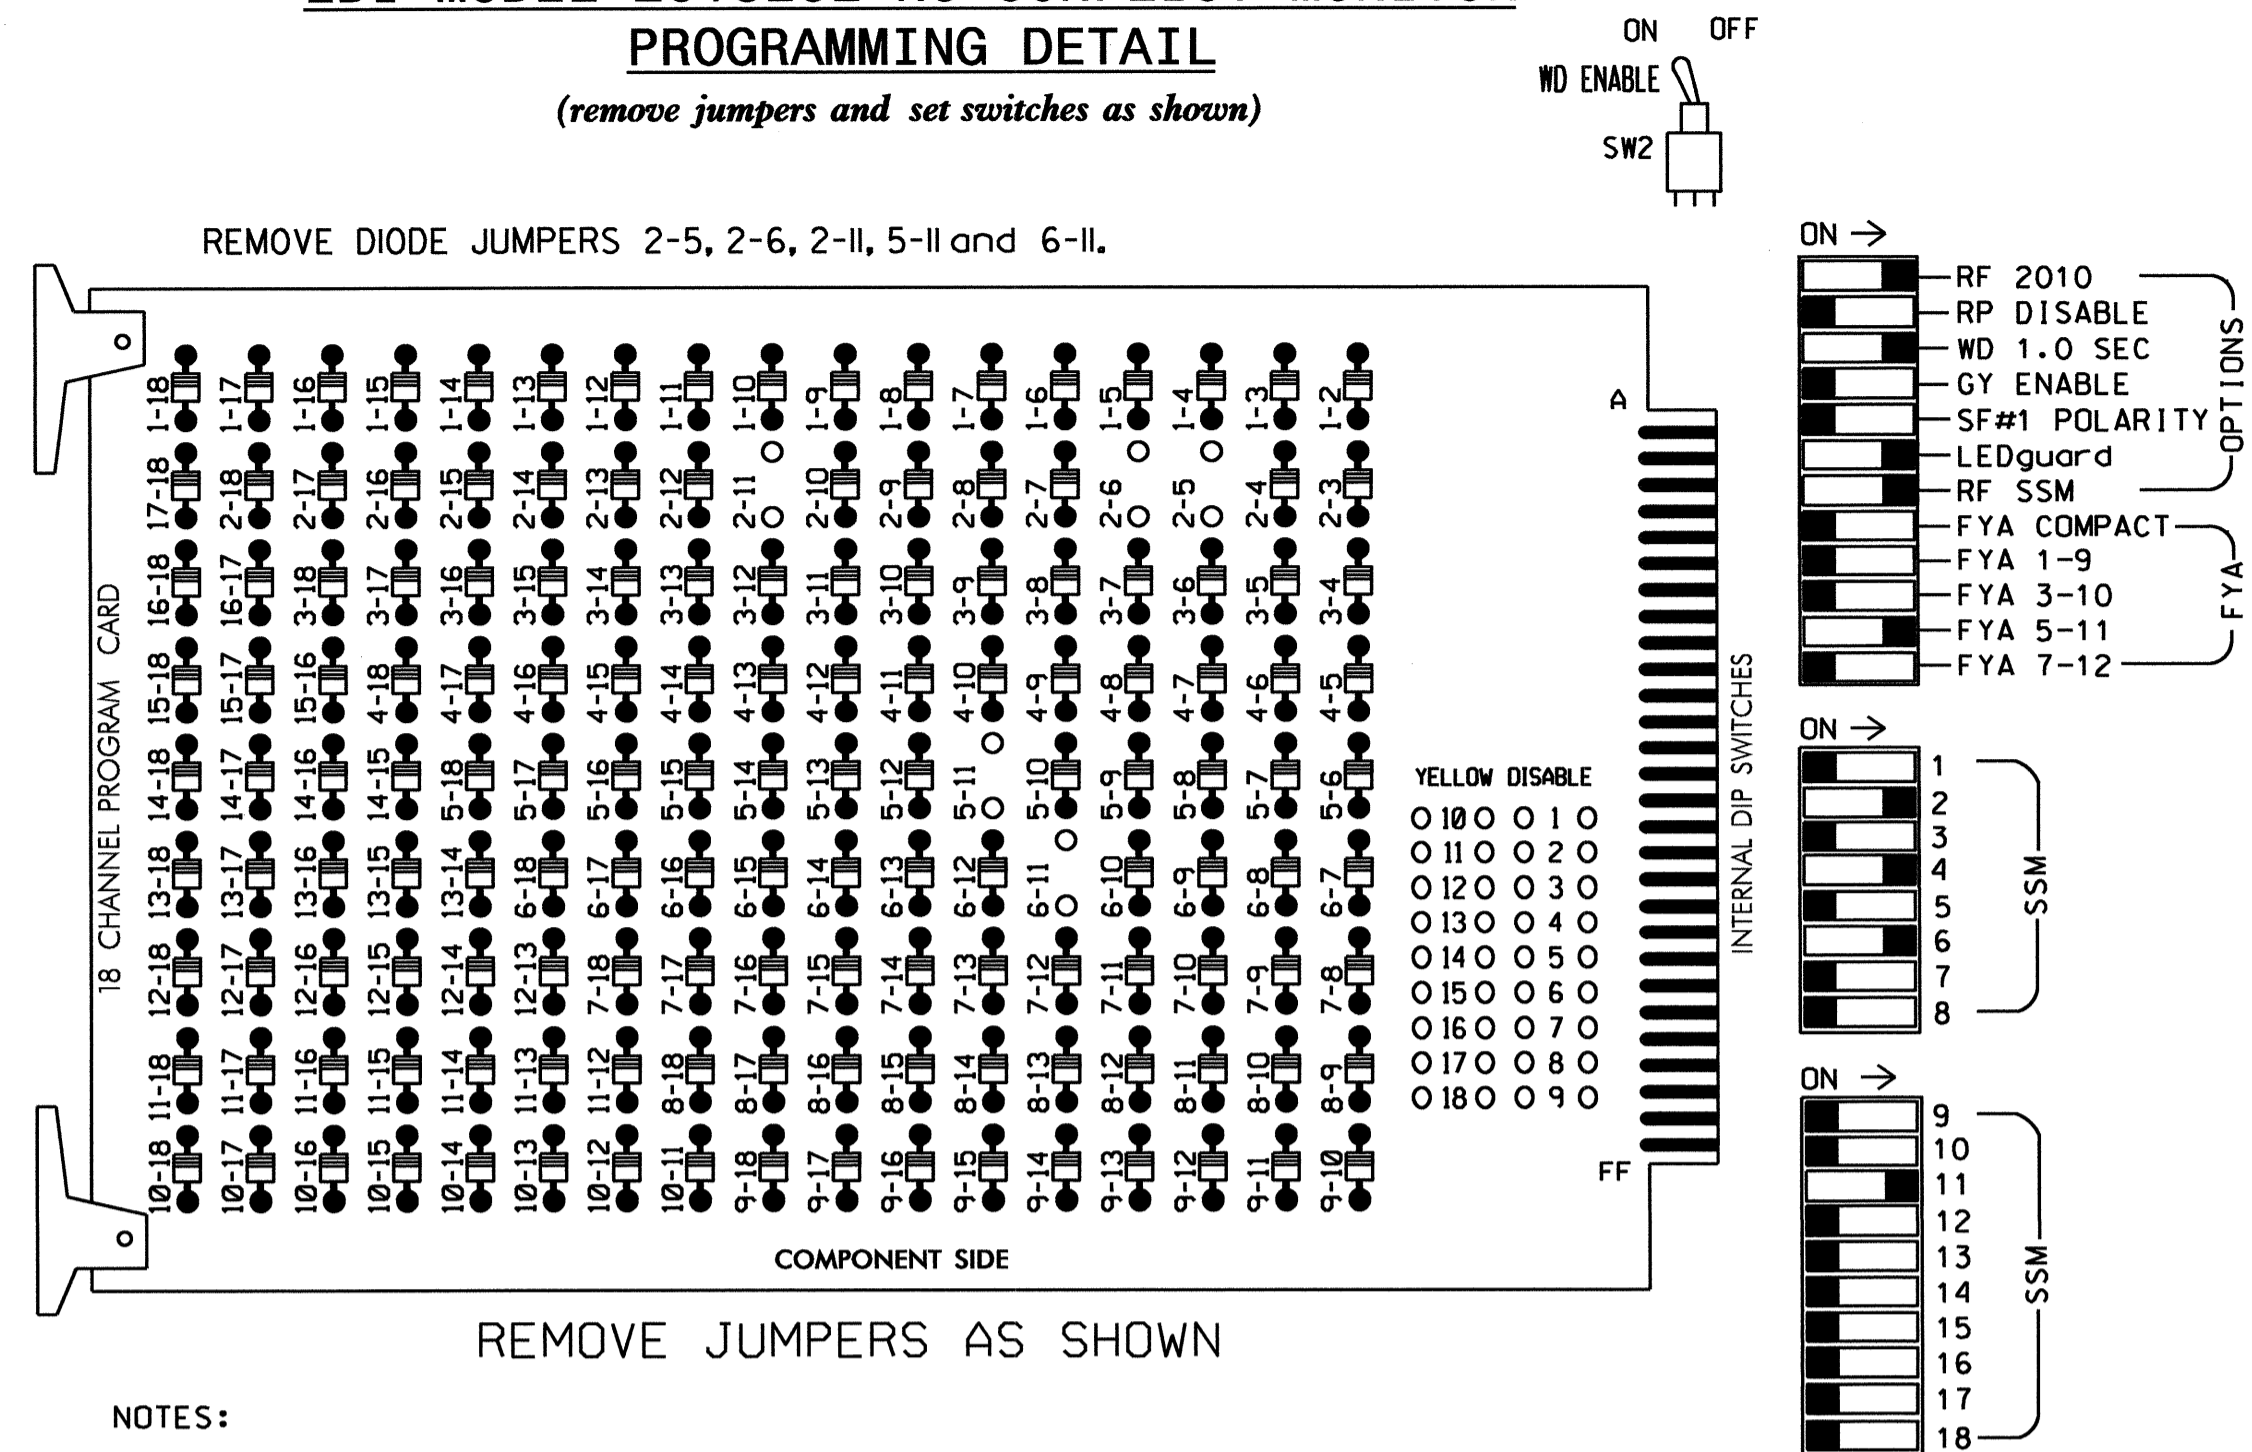 PROGRAMMING DETAIL
(remove jumpers and set switches as shown)
ON OFF
WD ENABLE
SW2
REMOVE DIODE JUMPERS 2-5, 2-6, 2-11, 5-11 and 6-11.
18 CHANNEL PROGRAM CARD
1-18 1-17 1-16 1-15 1-14 1-13 1-12 1-11 1-10 1-9 1-8 1-7 1-6 1-5 1-4 1-3 1-2
17-18 2-18 2-17 2-16 2-15 2-14 2-13 2-12 2-11 2-10 2-9 2-8 2-7 2-6 2-5 2-4 2-3
16-18 16-17 3-18 3-17 3-16 3-15 3-14 3-13 3-12 3-11 3-10 3-9 3-8 3-7 3-6 3-5 3-4
15-18 15-17 15-16 4-18 4-17 4-16 4-15 4-14 4-13 4-12 4-11 4-10 4-9 4-8 4-7 4-6 4-5
14-18 14-17 14-16 14-15 5-18 5-17 5-16 5-15 5-14 5-13 5-12 5-11 5-10 5-9 5-8 5-7 5-6
13-18 13-17 13-16 13-15 13-14 6-18 6-17 6-16 6-15 6-14 6-13 6-12 6-11 6-10 6-9 6-8 6-7
12-18 12-17 12-16 12-15 12-14 12-13 7-18 7-17 7-16 7-15 7-14 7-13 7-12 7-11 7-10 7-9 7-8
11-18 11-17 11-16 11-15 11-14 11-13 11-12 8-18 8-17 8-16 8-15 8-14 8-13 8-12 8-11 8-10 8-9
10-18 10-17 10-16 10-15 10-14 10-13 10-12 10-11 9-18 9-17 9-16 9-15 9-14 9-13 9-12 9-11 9-10
YELLOW DISABLE
10 1
11 2
12 3
13 4
14 5
15 6
16 7
17 8
18 9
A
FF
COMPONENT SIDE
INTERNAL DIP SWITCHES
ON →
RF 2010
RP DISABLE
WD 1.0 SEC
GY ENABLE
SF#1 POLARITY
LEDguard
RF SSM
OPTIONS
FYA COMPACT
FYA 1-9
FYA 3-10
FYA 5-11
FYA 7-12
FYA
ON →
1
2
3
4
5
6
7
8
SSM
ON →
9
10
11
12
13
14
15
16
17
18
SSM
REMOVE JUMPERS AS SHOWN
NOTES: